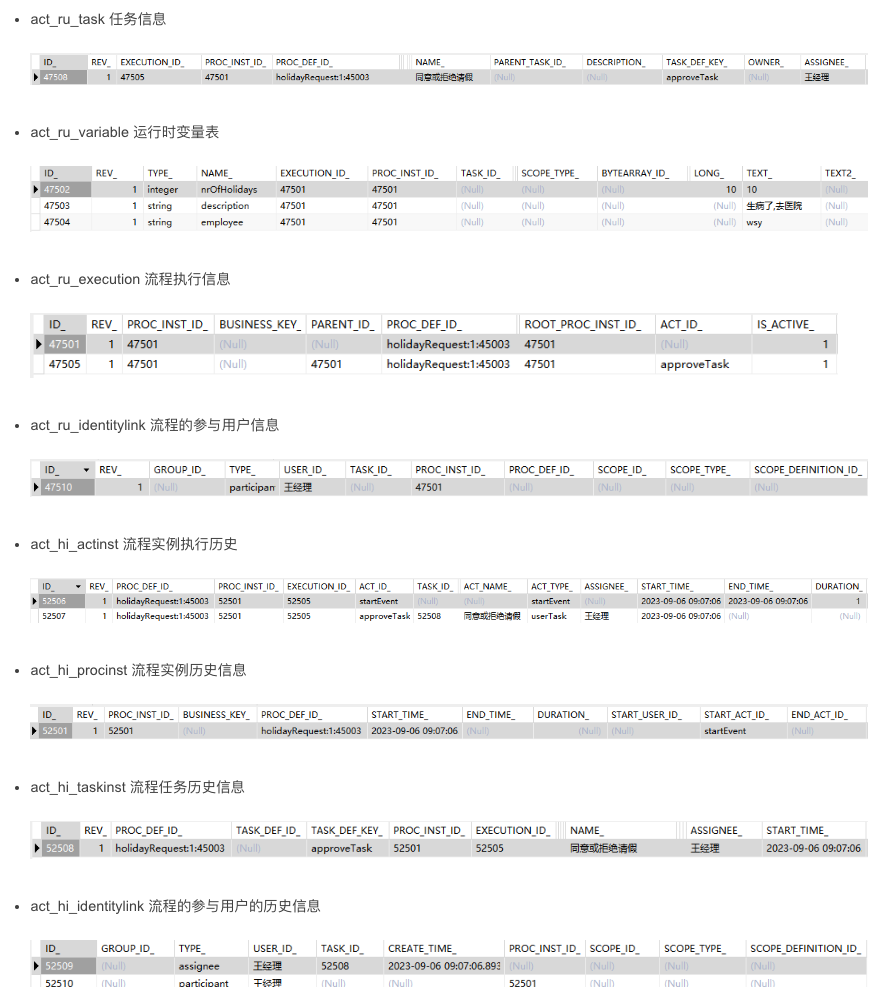 • act_ru_task 任务信息
ID_ REV_ EXECUTION_ID_ PROC_INST_ID_ PROC_DEF_ID_ NAME_ PARENT_TASK_ID_ DESCRIPTION_ TASK_DEF_KEY_ OWNER_ ASSIGNEE_
47508 1 47505 47501 holidayRequest:1:45003 同意或拒绝请假 (Null) (Null) approveTask (Null) 王经理
• act_ru_variable 运行时变量表
ID_ REV_ TYPE_ NAME_ EXECUTION_ID_ PROC_INST_ID_ TASK_ID_ SCOPE_TYPE_ BYTEARRAY_ID_ LONG_ TEXT_ TEXT2_
47502 1 integer nrOfHolidays 47501 47501 (Null) (Null) (Null) 10 10 (Null)
47503 1 string description 47501 47501 (Null) (Null) (Null) (Null) 生病了,去医院 (Null)
47504 1 string employee 47501 47501 (Null) (Null) (Null) (Null) wsy (Null)
• act_ru_execution 流程执行信息
ID_ REV_ PROC_INST_ID_ BUSINESS_KEY_ PARENT_ID_ PROC_DEF_ID_ ROOT_PROC_INST_ID_ ACT_ID_ IS_ACTIVE_
47501 1 47501 (Null) (Null) holidayRequest:1:45003 47501 (Null) 1
47505 1 47501 (Null) 47501 holidayRequest:1:45003 47501 approveTask 1
• act_ru_identitylink 流程的参与用户信息
ID_ REV_ GROUP_ID_ TYPE_ USER_ID_ TASK_ID_ PROC_INST_ID_ PROC_DEF_ID_ SCOPE_ID_ SCOPE_TYPE_ SCOPE_DEFINITION_ID_
47510 1 (Null) participan 王经理 (Null) 47501 (Null) (Null) (Null) (Null)
• act_hi_actinst 流程实例执行历史
ID_ REV_ PROC_DEF_ID_ PROC_INST_ID_ EXECUTION_ID_ ACT_ID_ TASK_ID_ ACT_NAME_ ACT_TYPE_ ASSIGNEE_ START_TIME_ END_TIME_ DURATION_
52506 1 holidayRequest:1:45003 52501 52505 startEvent (Null) (Null) startEvent (Null) 2023-09-06 09:07:06 2023-09-06 09:07:06 1
52507 1 holidayRequest:1:45003 52501 52505 approveTask 52508 同意或拒绝请假 userTask 王经理 2023-09-06 09:07:06 (Null) (Null)
• act_hi_procinst 流程实例历史信息
ID_ REV_ PROC_INST_ID_ BUSINESS_KEY_ PROC_DEF_ID_ START_TIME_ END_TIME_ DURATION_ START_USER_ID_ START_ACT_ID_ END_ACT_ID_
52501 1 52501 (Null) holidayRequest:1:45003 2023-09-06 09:07:06 (Null) (Null) (Null) startEvent (Null)
• act_hi_taskinst 流程任务历史信息
ID_ REV_ PROC_DEF_ID_ TASK_DEF_ID_ TASK_DEF_KEY_ PROC_INST_ID_ EXECUTION_ID_ NAME_ ASSIGNEE_ START_TIME_
52508 1 holidayRequest:1:45003 (Null) approveTask 52501 52505 同意或拒绝请假 王经理 2023-09-06 09:07:06
• act_hi_identitylink 流程的参与用户的历史信息
ID_ GROUP_ID_ TYPE_ USER_ID_ TASK_ID_ CREATE_TIME_ PROC_INST_ID_ SCOPE_ID_ SCOPE_TYPE_ SCOPE_DEFINITION_ID_
52509 (Null) assignee 王经理 52508 2023-09-06 09:07:06.893 (Null) (Null) (Null) (Null)
52510 (Null) participant 王经理 (Null) (Null) 52501 (Null) (Null) (Null)